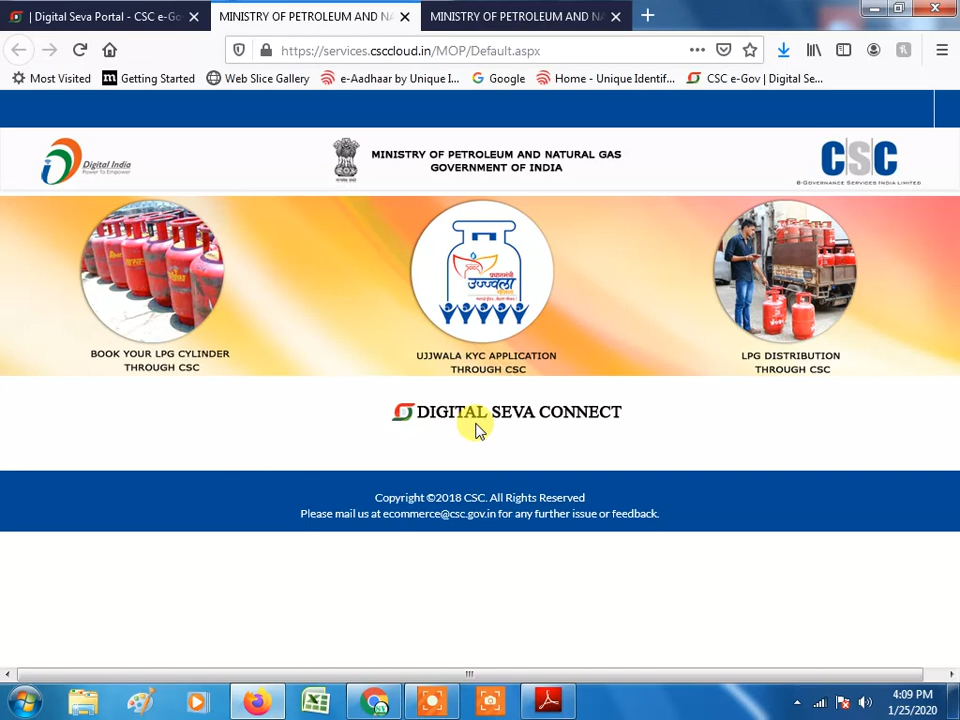 | Digital Seva Portal - CSC e-Go
MINISTRY OF PETROLEUM AND NA
MINISTRY OF PETROLEUM AND NA
https://services.csccloud.in/MOP/Default.aspx
Most Visited
Getting Started
Web Slice Gallery
e-Aadhaar by Unique I...
Google
Home - Unique Identif...
CSC e-Gov | Digital Se...
Digital India
Power To Empower
MINISTRY OF PETROLEUM AND NATURAL GAS
GOVERNMENT OF INDIA
CSC
e-GOVERNANCE SERVICES INDIA LIMITED
प्रधानमंत्री
उज्ज्वला
BOOK YOUR LPG CYLINDER
THROUGH CSC
UJJWALA KYC APPLICATION
THROUGH CSC
LPG DISTRIBUTION
THROUGH CSC
DIGITAL SEVA CONNECT
Copyright ©2018 CSC. All Rights Reserved
Please mail us at ecommerce@csc.gov.in for any further issue or feedback.
4:09 PM
1/25/2020